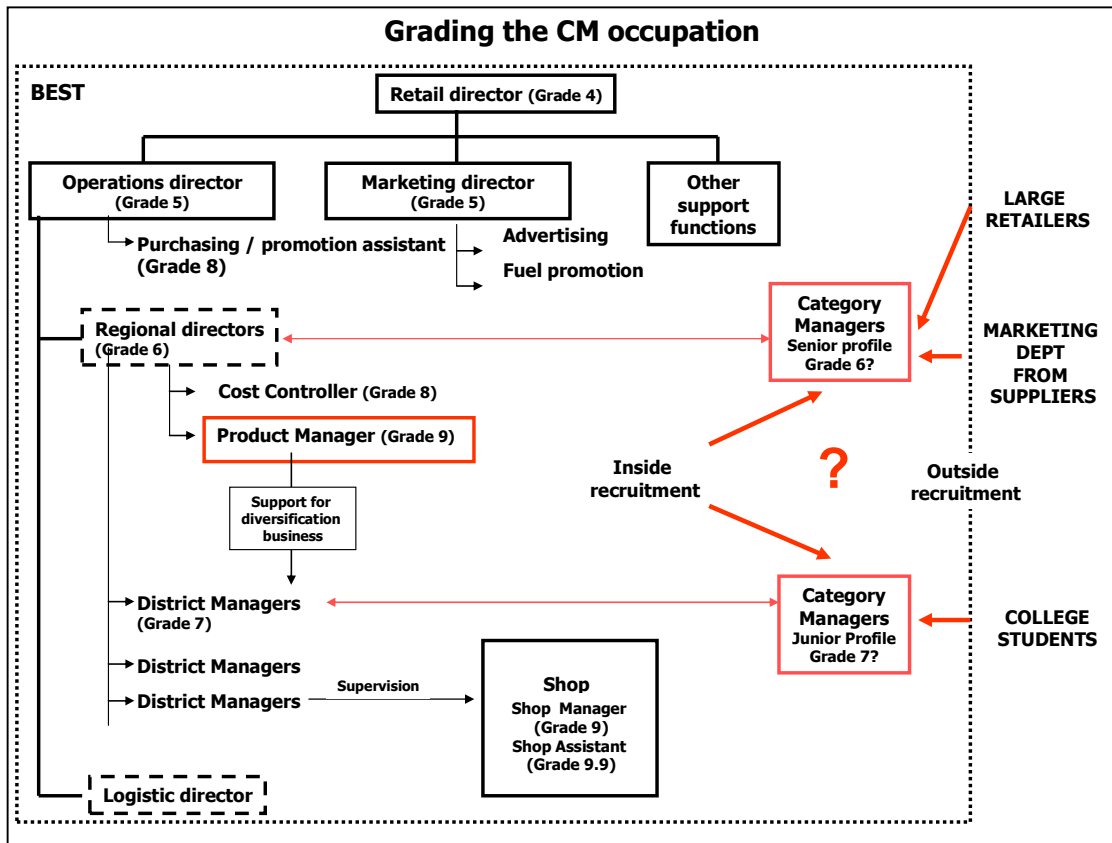 Grading the CM occupation
BEST
Retail director (Grade 4)
Operations director
(Grade 5)
Marketing director
(Grade 5)
Other
support
functions
LARGE
RETAILERS
Purchasing / promotion assistant
(Grade 8)
Advertising
Fuel promotion
Regional directors
(Grade 6)
Category
Managers
Senior profile
Grade 6?
MARKETING
DEPT
FROM
SUPPLIERS
Cost Controller (Grade 8)
Product Manager (Grade 9)
Inside
recruitment
?
Outside
recruitment
Support for
diversification
business
District Managers
(Grade 7)
Category
Managers
Junior Profile
Grade 7?
COLLEGE
STUDENTS
District Managers
District Managers
Supervision
Shop
Shop Manager
(Grade 9)
Shop Assistant
(Grade 9.9)
Logistic director